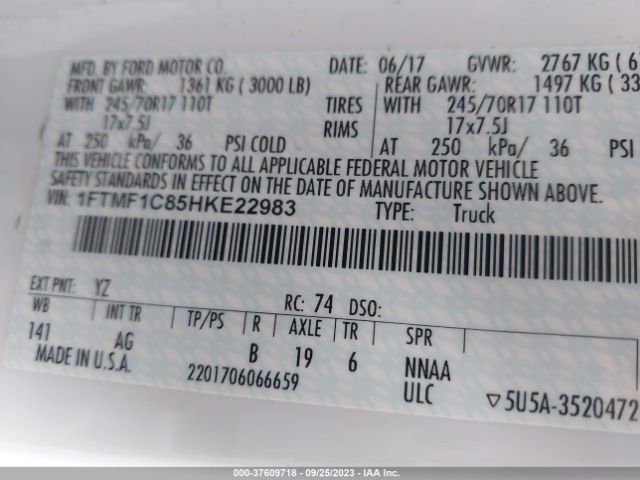 MFD. BY FORD MOTOR CO. DATE: 06/17 GVWR: 2767 KG ( 6
FRONT GAWR: 1361 KG ( 3000 LB) REAR GAWR: 1497 KG ( 33
WITH 245/70R17 110T TIRES WITH 245/70R17 110T
17x7.5J RIMS 17x7.5J
AT 250 kPa/ 36 PSI COLD AT 250 kPa/ 36 PSI
THIS VEHICLE CONFORMS TO ALL APPLICABLE FEDERAL MOTOR VEHICLE
SAFETY STANDARDS IN EFFECT ON THE DATE OF MANUFACTURE SHOWN ABOVE.
VIN: 1FTMF1C85HKE22983 TYPE: Truck
EXT PNT: YZ RC: 74 DSO:
WB INT TR TP/PS R AXLE TR SPR
141 AG B 19 6 NNAA
MADE IN U.S.A. 2201706066659 ULC ▽5U5A-3520472
000-37609718 - 09/25/2023 - IAA Inc.